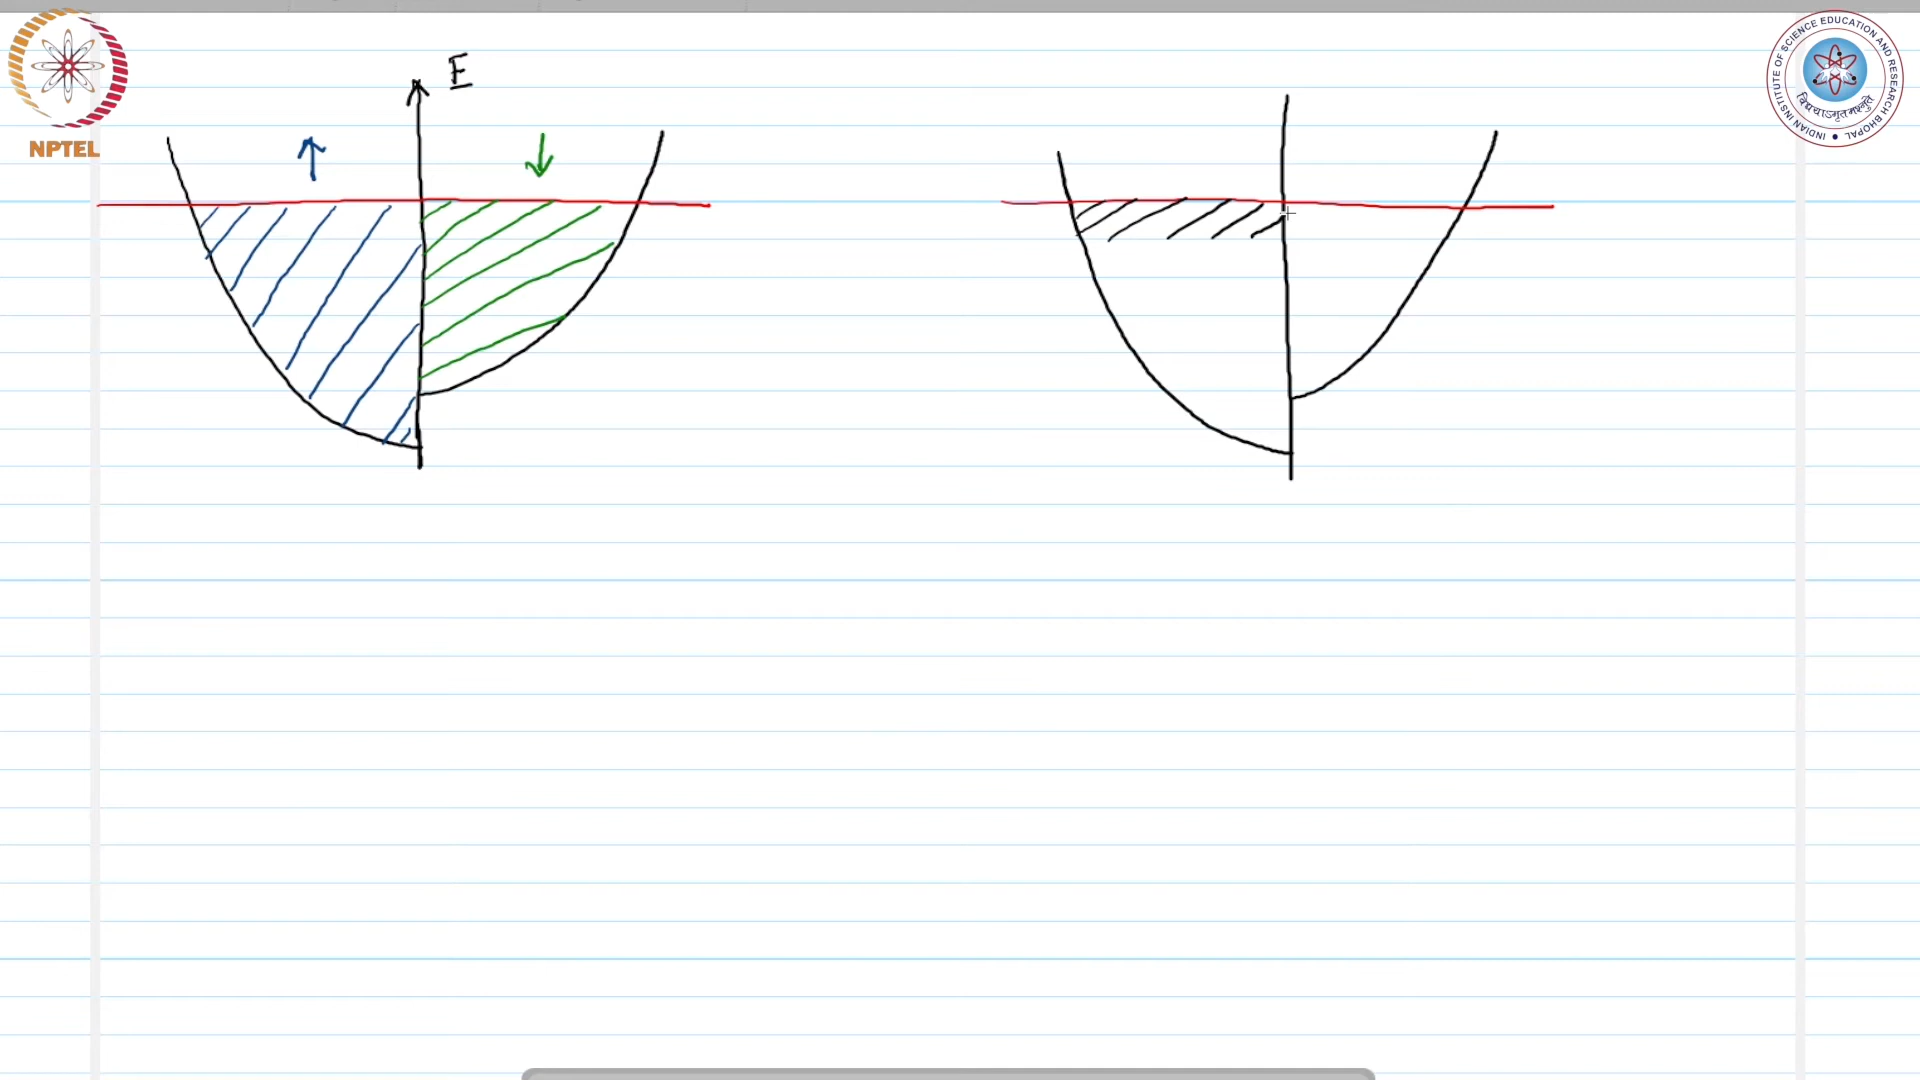 E
↑ ↓
NPTEL
INDIAN INSTITUTE OF SCIENCE EDUCATION AND RESEARCH BHOPAL